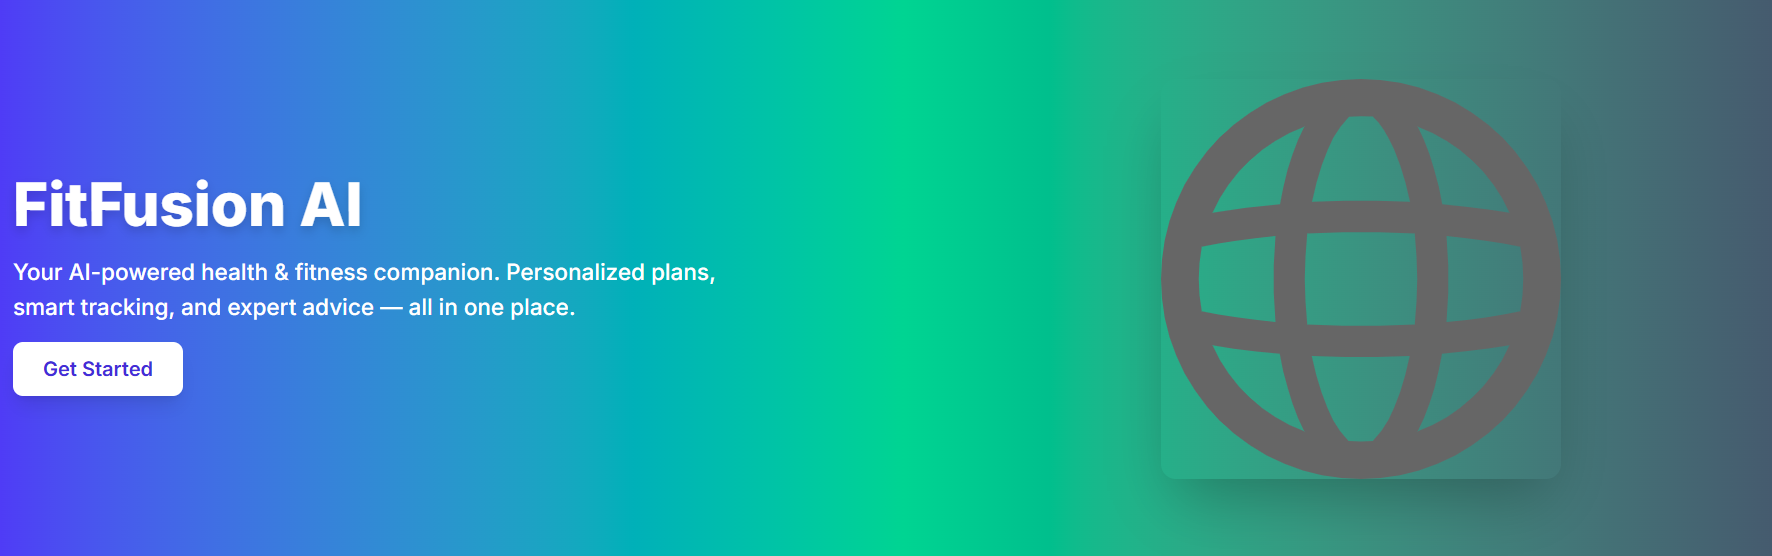 FitFusion AI
Your AI-powered health & fitness companion. Personalized plans,
smart tracking, and expert advice — all in one place.
Get Started